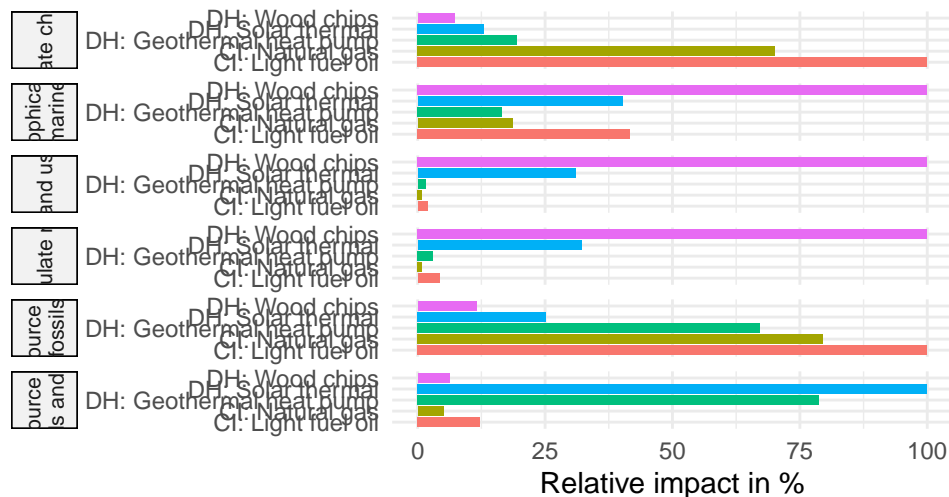 ate ch
DH: Wood chips
DH: Solar thermal
DH: Geothermal heat pump
CI: Natural gas
CI: Light fuel oil
ophica
marine
DH: Wood chips
DH: Solar thermal
DH: Geothermal heat pump
CI: Natural gas
CI: Light fuel oil
and us
DH: Wood chips
DH: Solar thermal
DH: Geothermal heat pump
CI: Natural gas
CI: Light fuel oil
ulate
DH: Wood chips
DH: Solar thermal
DH: Geothermal heat pump
CI: Natural gas
CI: Light fuel oil
ource
fossils
DH: Wood chips
DH: Solar thermal
DH: Geothermal heat pump
CI: Natural gas
CI: Light fuel oil
ource
s and
DH: Wood chips
DH: Solar thermal
DH: Geothermal heat pump
CI: Natural gas
CI: Light fuel oil
0 25 50 75 100
Relative impact in %